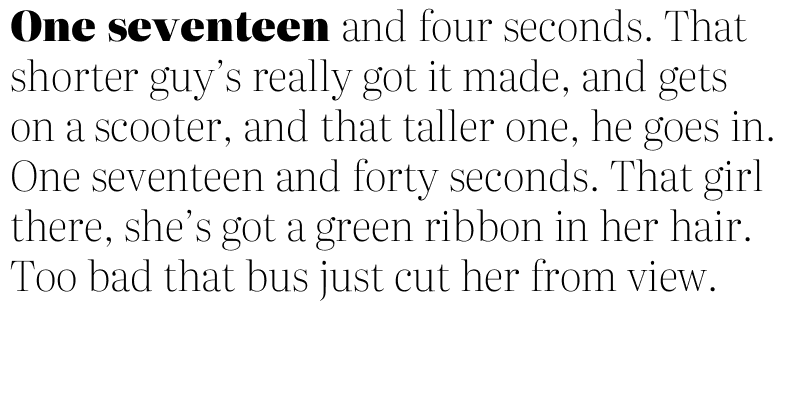 One seventeen and four seconds. That
shorter guy’s really got it made, and gets
on a scooter, and that taller one, he goes in.
One seventeen and forty seconds. That girl
there, she’s got a green ribbon in her hair.
Too bad that bus just cut her from view.